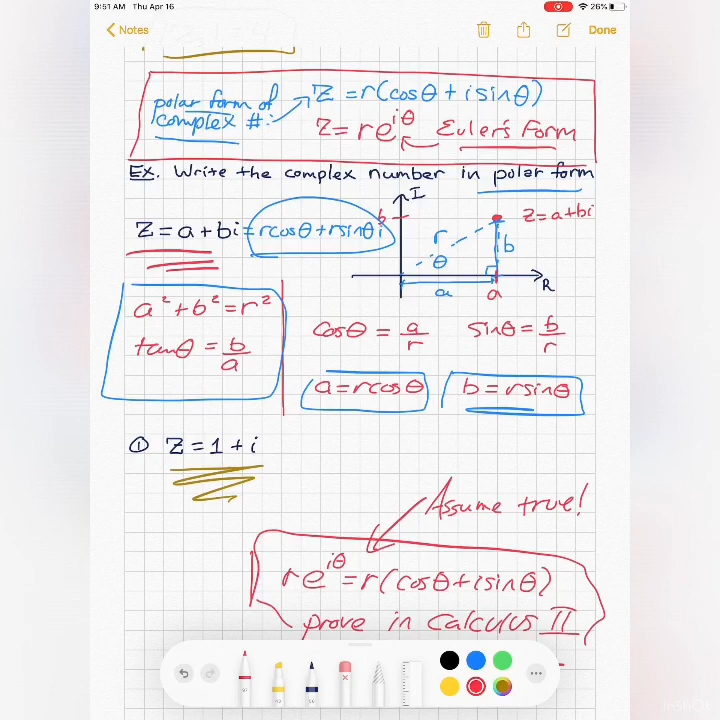 9:51 AM Thu Apr 16
26%
Notes
Done
polar form of
complex #:
Z = r(cosθ + isinθ)
Z = re^iθ Euler's Form
Ex. Write the complex number in polar form
Z = a + bi = rcosθ + rsinθ i
I
b
Z = a+bi
r
b
θ
R
a
a
a² + b² = r²
tanθ = b/a
cosθ = a/r
sinθ = b/r
a = rcosθ
b = rsinθ
① Z = 1 + i
Assume true!
re^iθ = r(cosθ + isinθ)
prove in Calculus II